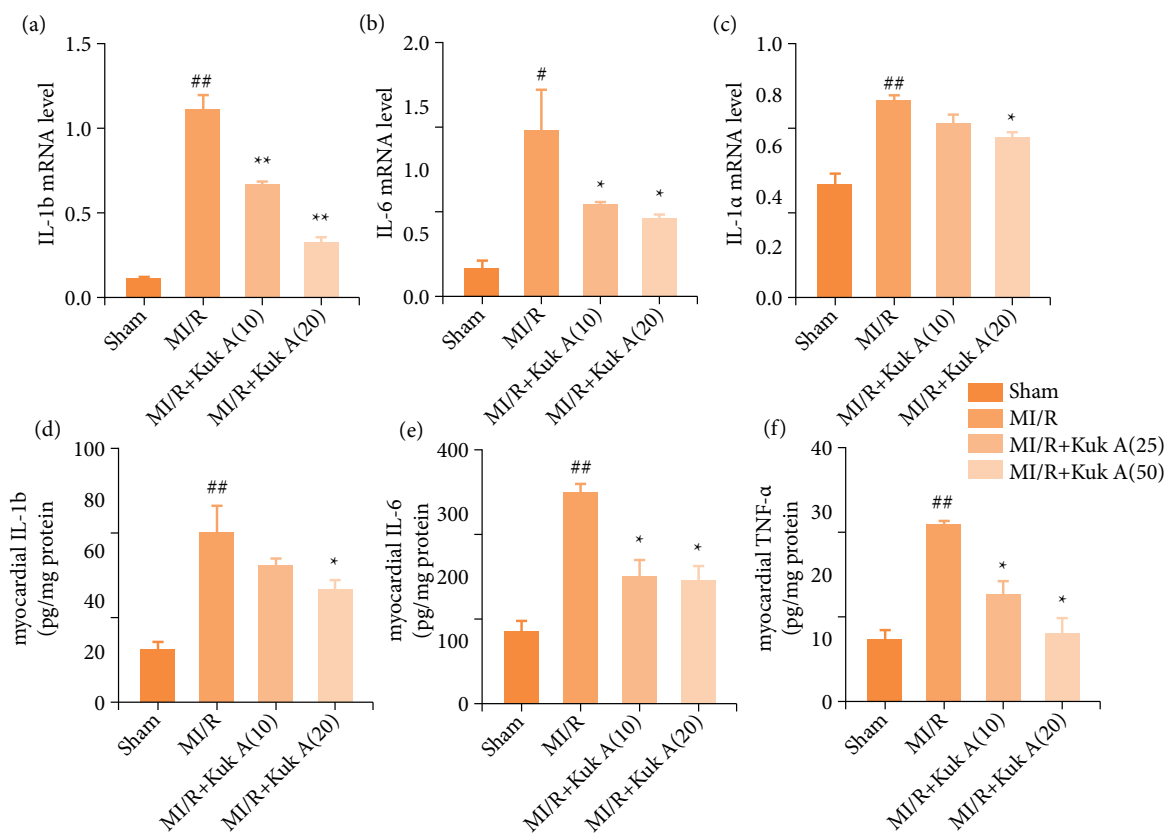 (a)
IL-1b mRNA level
1.5
1.0
0.5
0.0
##
**
**
Sham
MI/R
MI/R+Kuk A(10)
MI/R+Kuk A(20)
(b)
IL-6 mRNA level
2.0
1.5
1.0
0.5
2.0
#
*
*
Sham
MI/R
MI/R+Kuk A(10)
MI/R+Kuk A(20)
(c)
IL-1α mRNA level
1.0
0.8
0.6
0.4
0.2
0.0
##
*
Sham
MI/R
MI/R+Kuk A(10)
MI/R+Kuk A(20)
Sham
MI/R
MI/R+Kuk A(25)
MI/R+Kuk A(50)
(d)
myocardial IL-1b
(pg/mg protein)
100
80
60
40
20
0
##
*
Sham
MI/R
MI/R+Kuk A(10)
MI/R+Kuk A(20)
(e)
myocardial IL-6
(pg/mg protein)
400
300
200
100
0
##
*
*
Sham
MI/R
MI/R+Kuk A(10)
MI/R+Kuk A(20)
(f)
myocardial TNF-α
(pg/mg protein)
40
30
20
10
0
##
*
*
Sham
MI/R
MI/R+Kuk A(10)
MI/R+Kuk A(20)